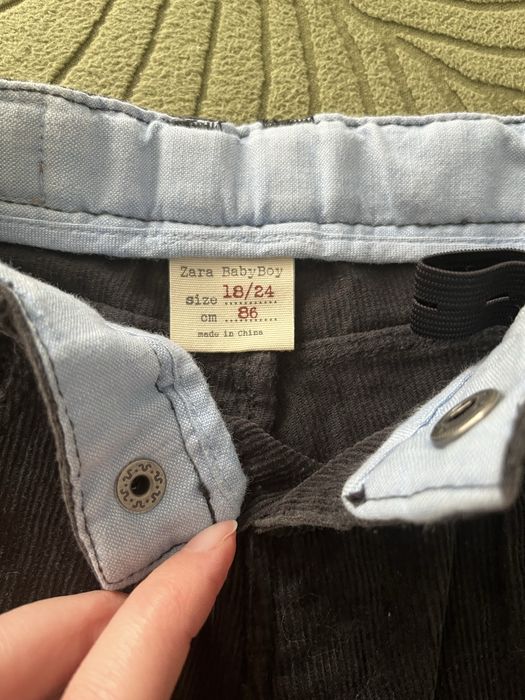 Zara BabyBoy
size 18/24
cm 86
made in China